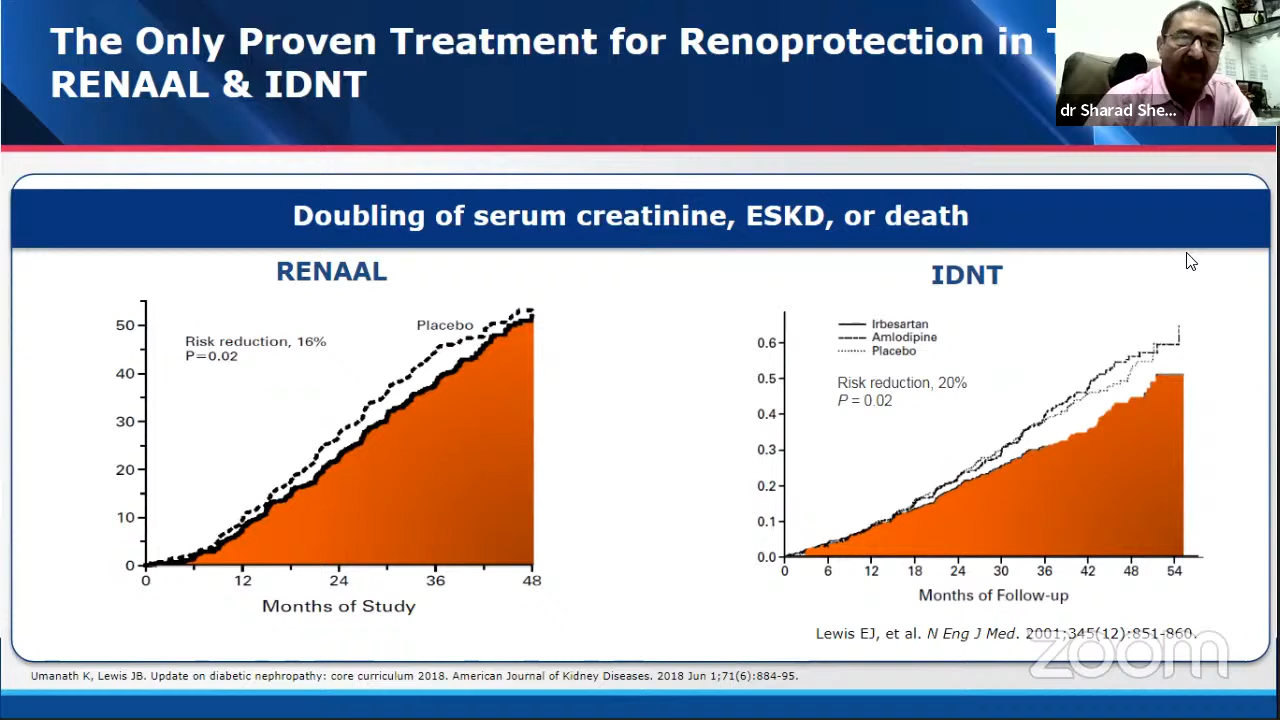 The Only Proven Treatment for Renoprotection in
RENAAL & IDNT
dr Sharad She...
Doubling of serum creatinine, ESKD, or death
RENAAL
50
40
30
20
10
0
Placebo
Risk reduction, 16%
P=0.02
0 12 24 36 48
Months of Study
IDNT
0.6
0.5
0.4
0.3
0.2
0.1
0.0
Irbesartan
Amlodipine
Placebo
Risk reduction, 20%
P = 0.02
0 6 12 18 24 30 36 42 48 54
Months of Follow-up
Lewis EJ, et al. N Eng J Med. 2001;345(12):851-860.
zoom
Umanath K, Lewis JB. Update on diabetic nephropathy: core curriculum 2018. American Journal of Kidney Diseases. 2018 Jun 1;71(6):884-95.